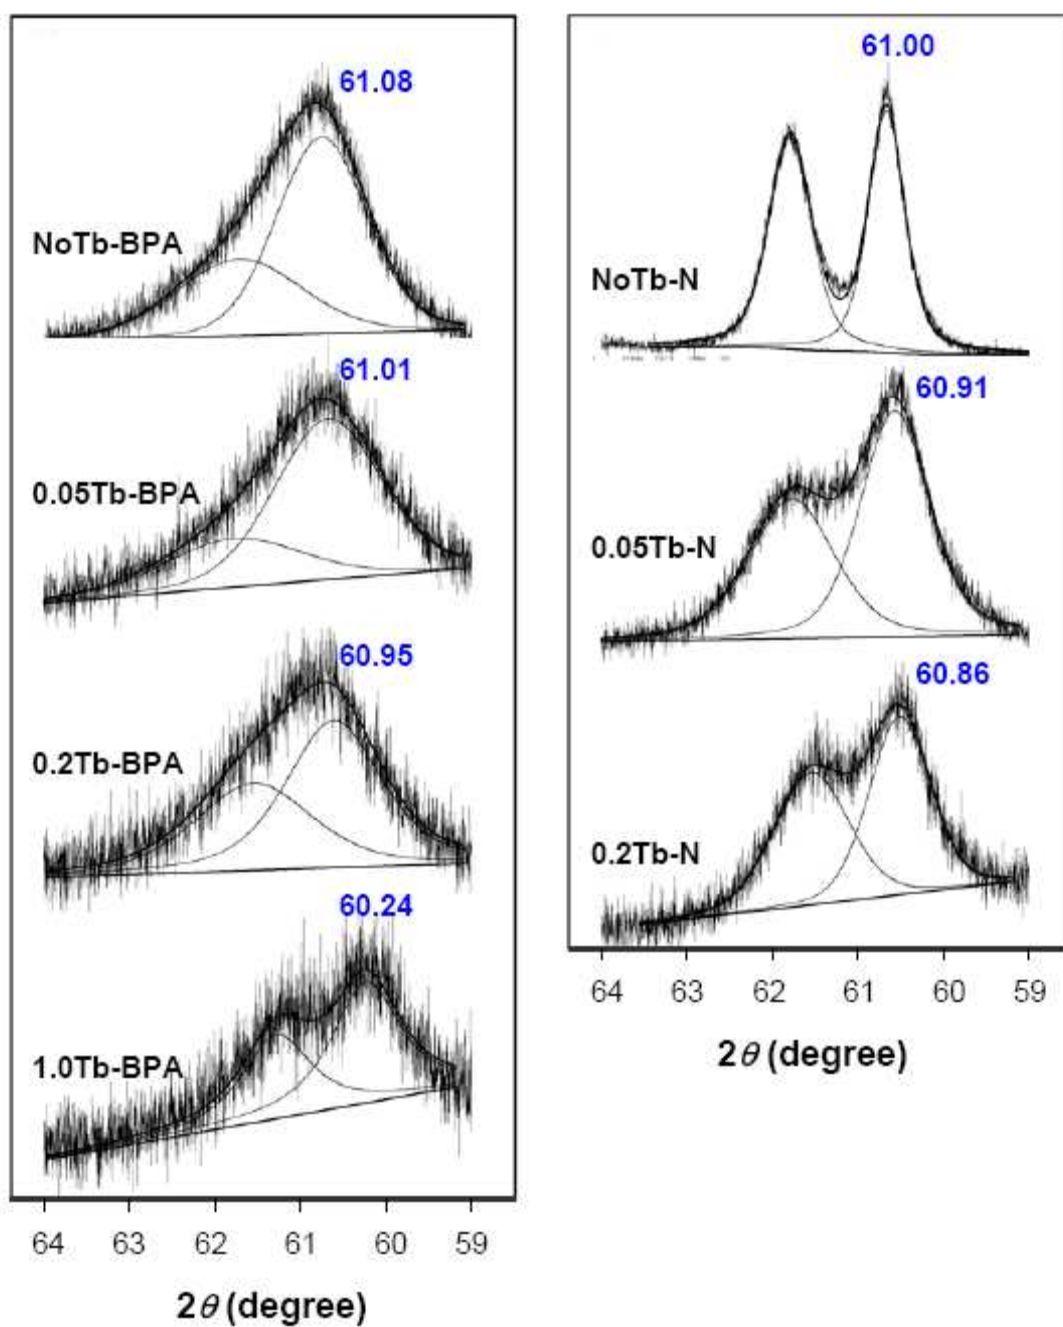 61.08
NoTb-BPA
61.01
0.05Tb-BPA
60.95
0.2Tb-BPA
60.24
1.0Tb-BPA
64 63 62 61 60 59
2θ (degree)
61.00
NoTb-N
60.91
0.05Tb-N
60.86
0.2Tb-N
64 63 62 61 60 59
2θ (degree)